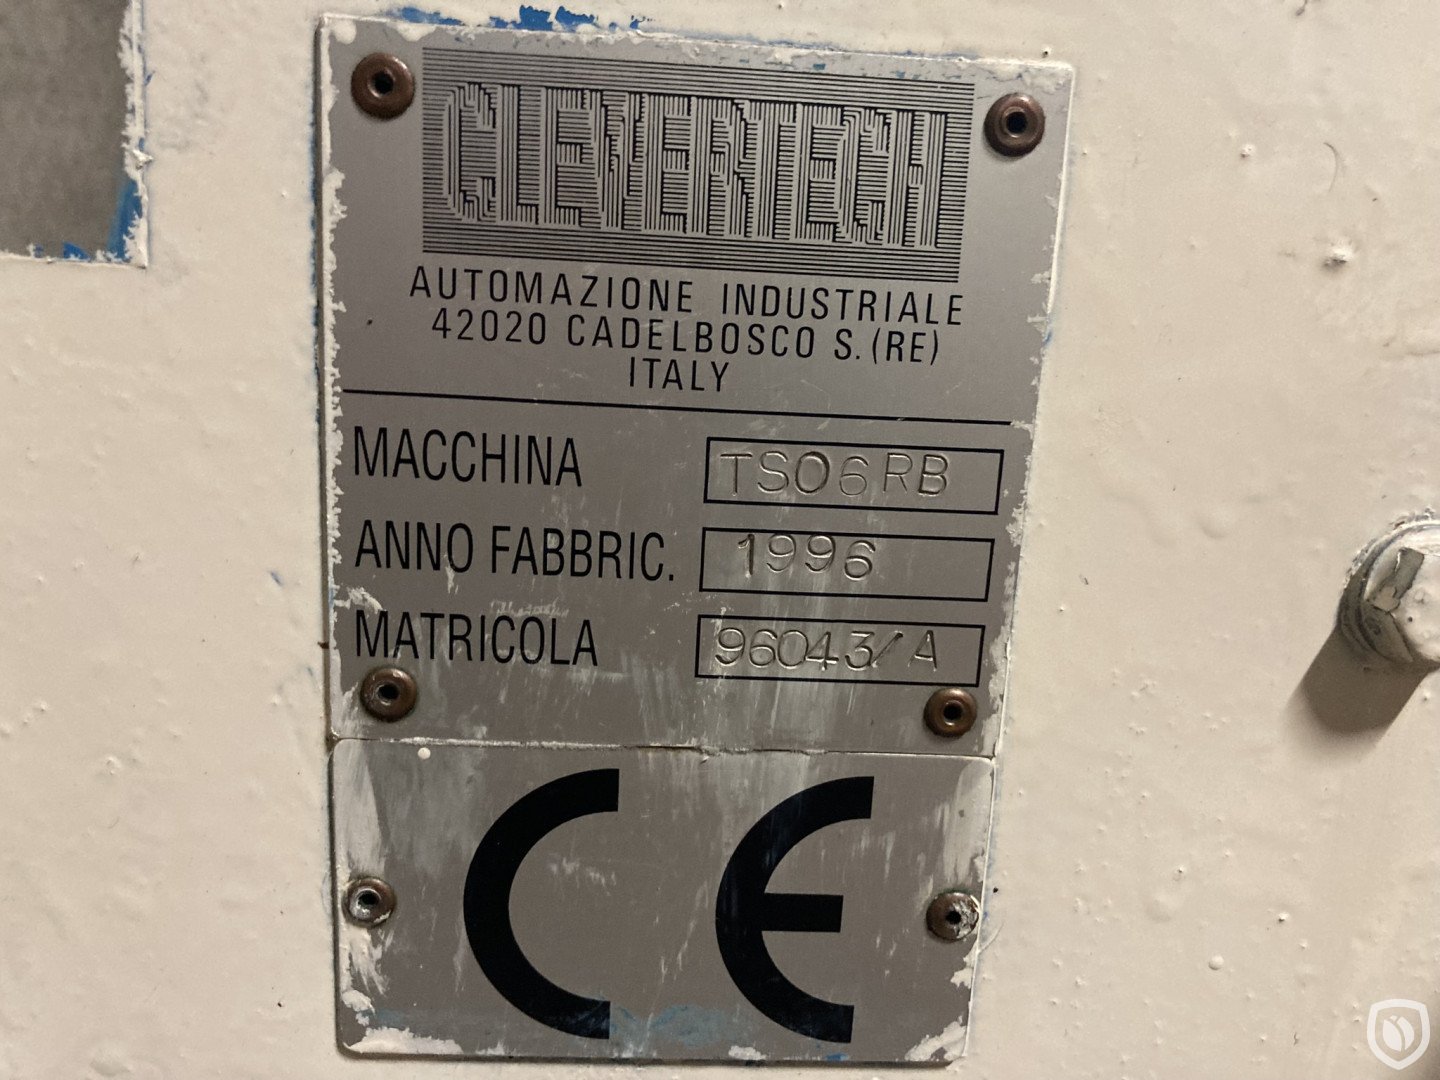 CLEVERTECH
AUTOMAZIONE INDUSTRIALE
42020 CADELBOSCO S. (RE)
ITALY
MACCHINA TS06RB
ANNO FABBRIC. 1996
MATRICOLA 96043/A
CE